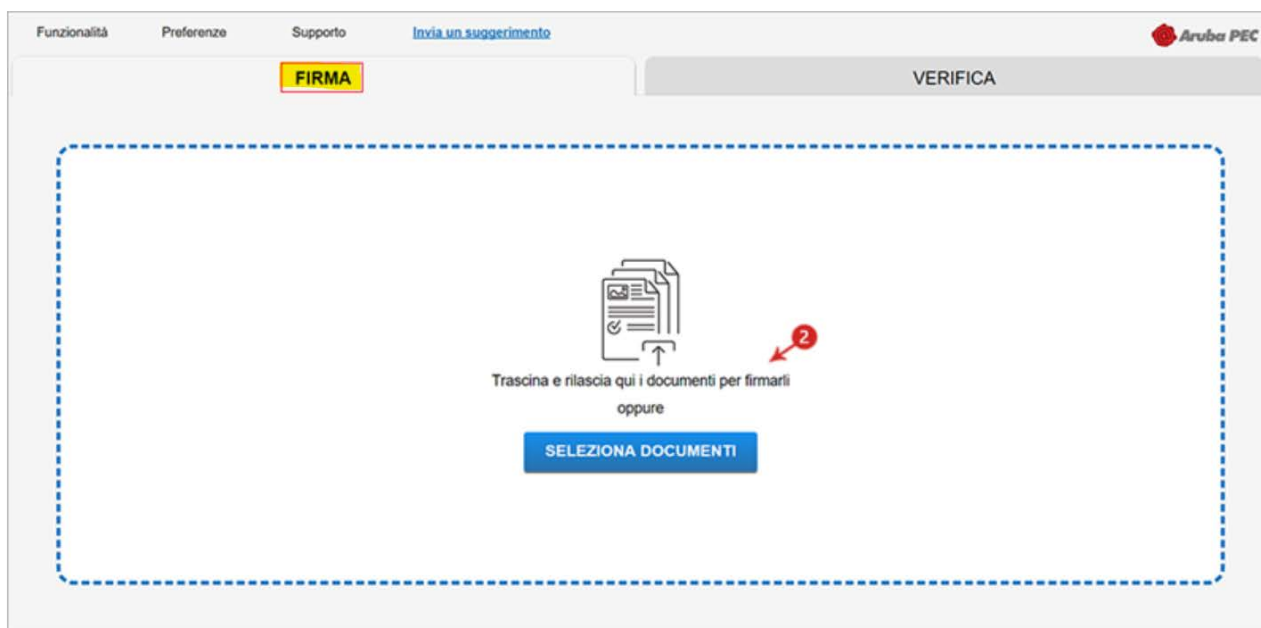 Funzionalità Preferenze Supporto Invia un suggerimento Aruba PEC
FIRMA VERIFICA
2
Trascina e rilascia qui i documenti per firmarli
oppure
SELEZIONA DOCUMENTI